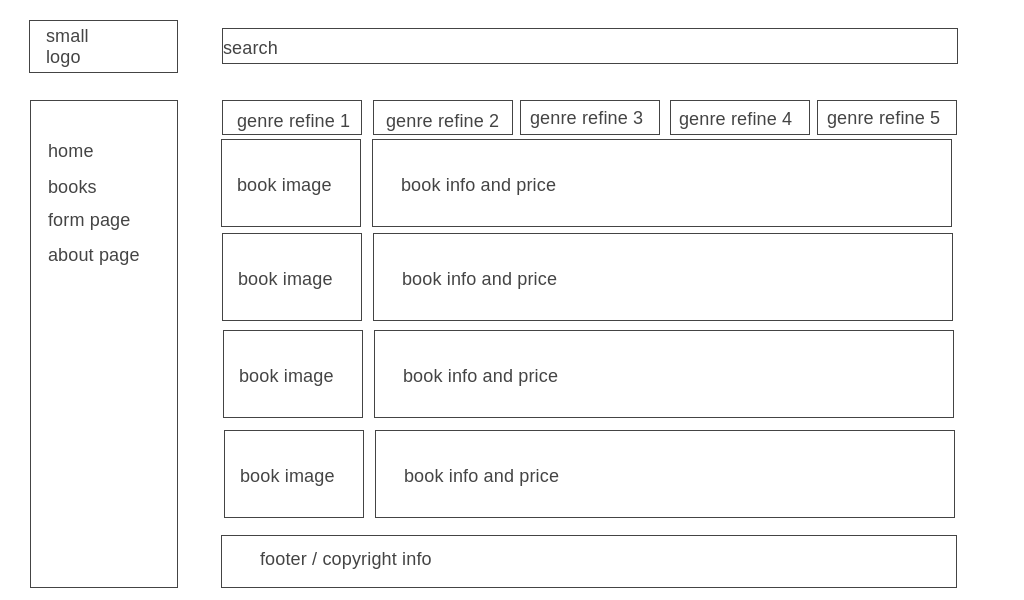 small
logo
search
home
books
form page
about page
genre refine 1
genre refine 2
genre refine 3
genre refine 4
genre refine 5
book image
book info and price
book image
book info and price
book image
book info and price
book image
book info and price
footer / copyright info